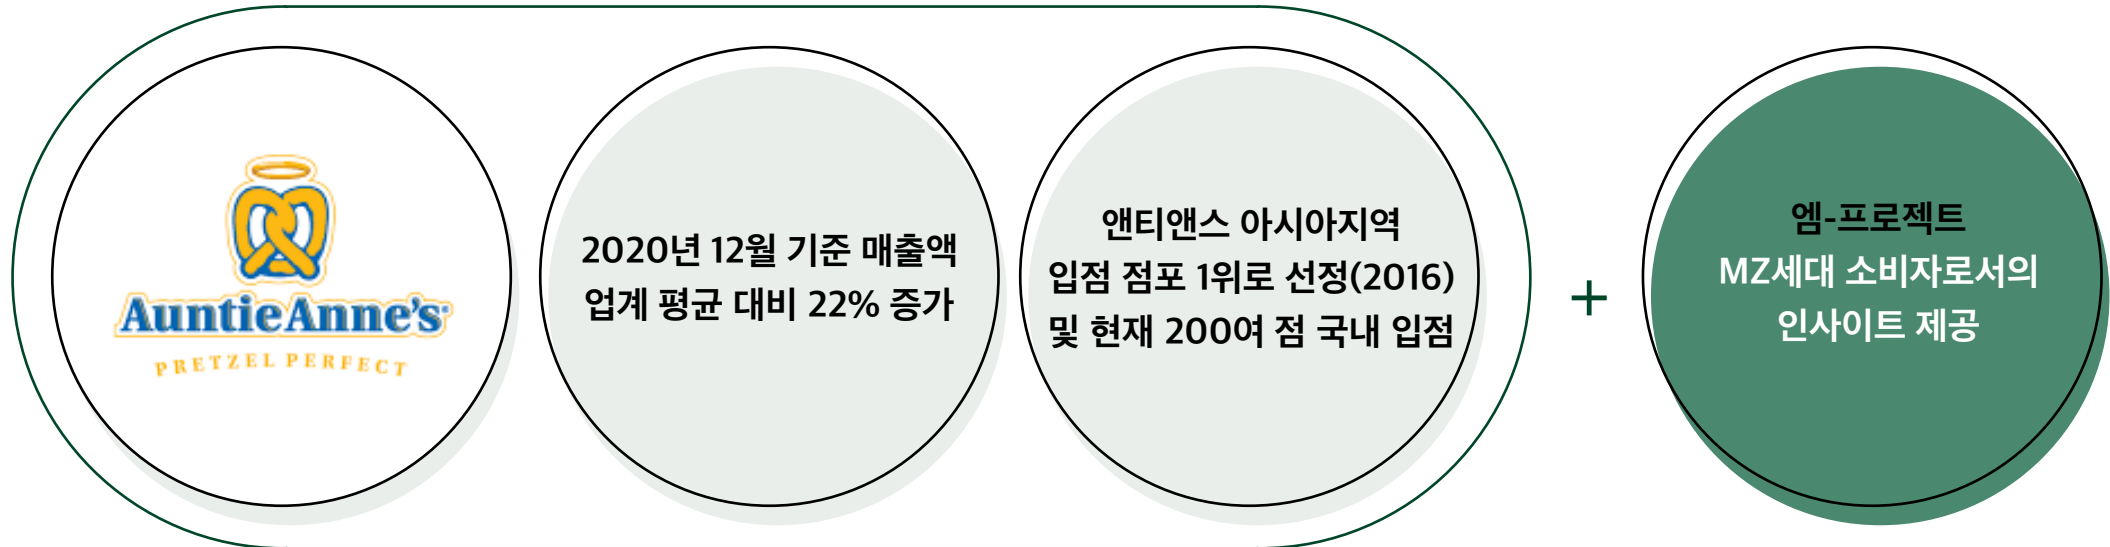 Auntie Anne's
PRETZEL PERFECT
2020년 12월 기준 매출액
업계 평균 대비 22% 증가
앤티앤스 아시아지역
입점 점포 1위로 선정(2016)
및 현재 200여 점 국내 입점
+
엠-프로젝트
MZ세대 소비자로서의
인사이트 제공